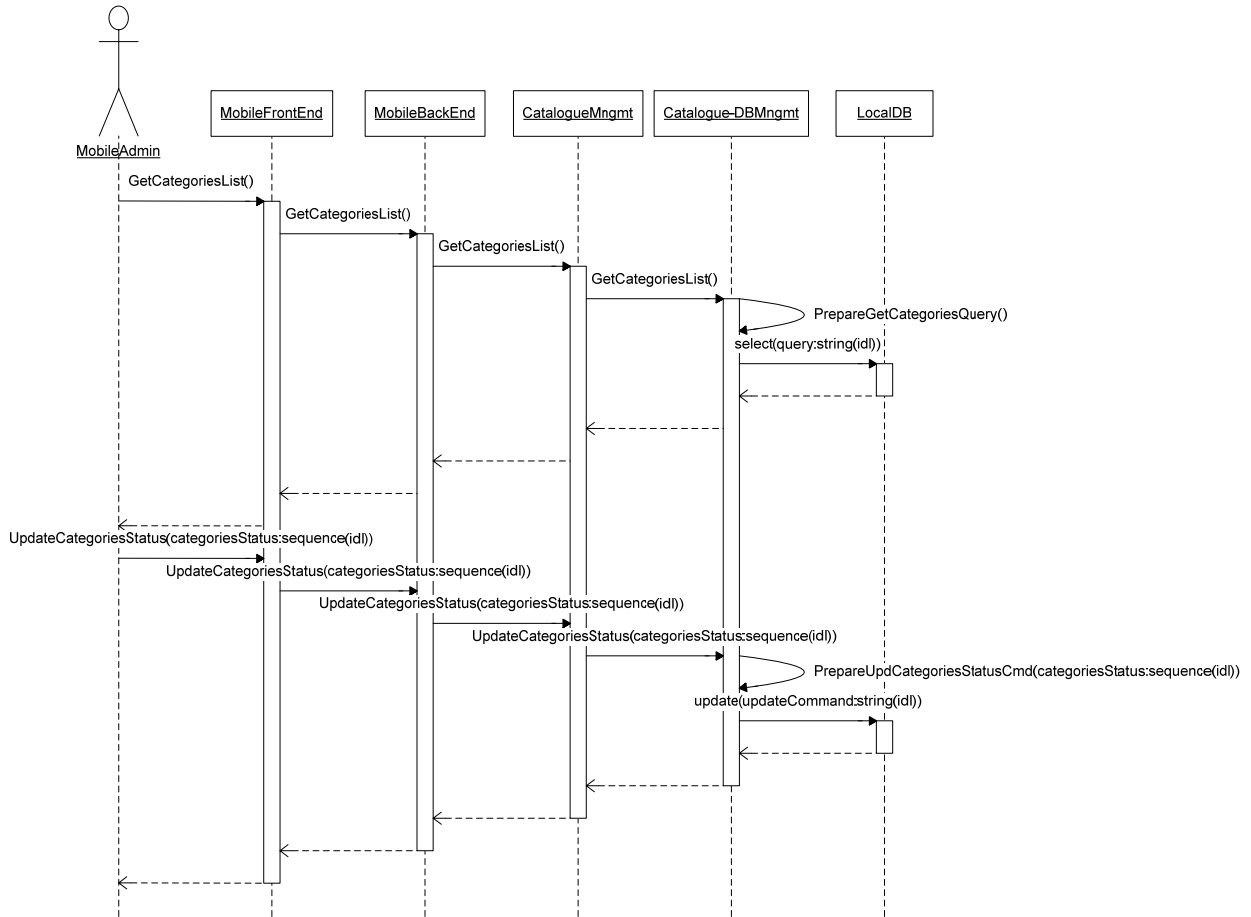 MobileFrontEnd
MobileBackEnd
CatalogueMngmt
Catalogue-DBMngmt
LocalDB
MobileAdmin
GetCategoriesList()
GetCategoriesList()
GetCategoriesList()
GetCategoriesList()
PrepareGetCategoriesQuery()
select(query:string(idl))
UpdateCategoriesStatus(categoriesStatus:sequence(idl))
UpdateCategoriesStatus(categoriesStatus:sequence(idl))
UpdateCategoriesStatus(categoriesStatus:sequence(idl))
UpdateCategoriesStatus(categoriesStatus:sequence(idl))
PrepareUpdCategoriesStatusCmd(categoriesStatus:sequence(idl))
update(updateCommand:string(idl))